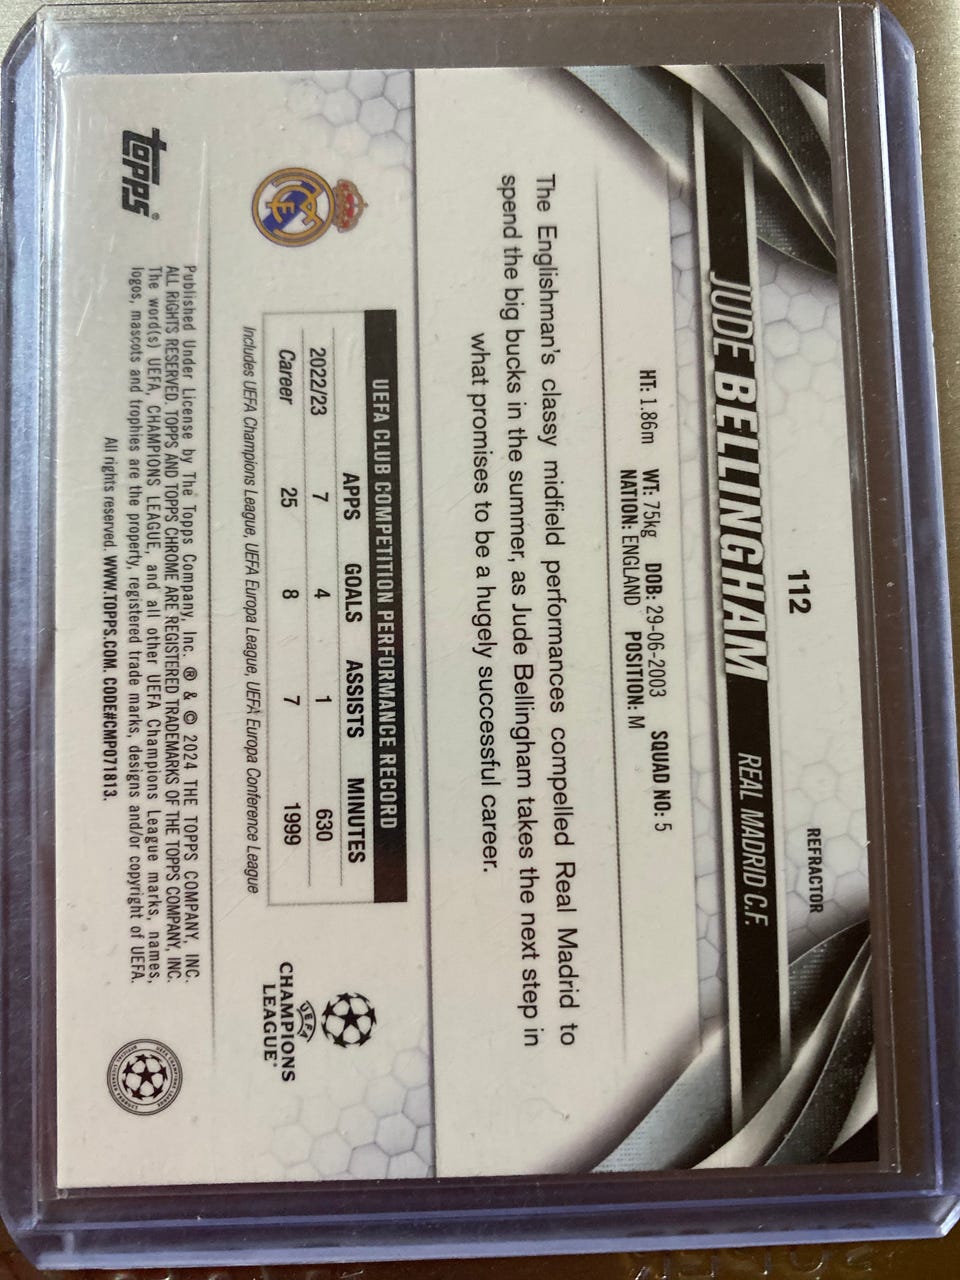 112
REFRACTOR
JUDE BELLINGHAM REAL MADRID C.F.
HT: 1.86m WT: 75kg DOB: 29-06-2003 SQUAD NO: 5
NATION: ENGLAND POSITION: M
The Englishman's classy midfield performances compelled Real Madrid to
spend the big bucks in the summer, as Jude Bellingham takes the next step in
what promises to be a hugely successful career.
UEFA CLUB COMPETITION PERFORMANCE RECORD
APPS GOALS ASSISTS MINUTES
2022/23 7 4 1 630
Career 25 8 7 1999
Includes UEFA Champions League, UEFA Europa League, UEFA Europa Conference League
UEFA
CHAMPIONS
LEAGUE®
topps®
Published Under License by The Topps Company, Inc. ® & © 2024 THE TOPPS COMPANY, INC.
ALL RIGHTS RESERVED. TOPPS AND TOPPS CHROME ARE REGISTERED TRADEMARKS OF THE TOPPS COMPANY, INC.
The word(s) UEFA, CHAMPIONS LEAGUE, and all other UEFA Champions League marks, names,
logos, mascots and trophies are the property, registered trade marks, designs and/or copyright of UEFA.
All rights reserved. WWW.TOPPS.COM. CODE#CMP071813.